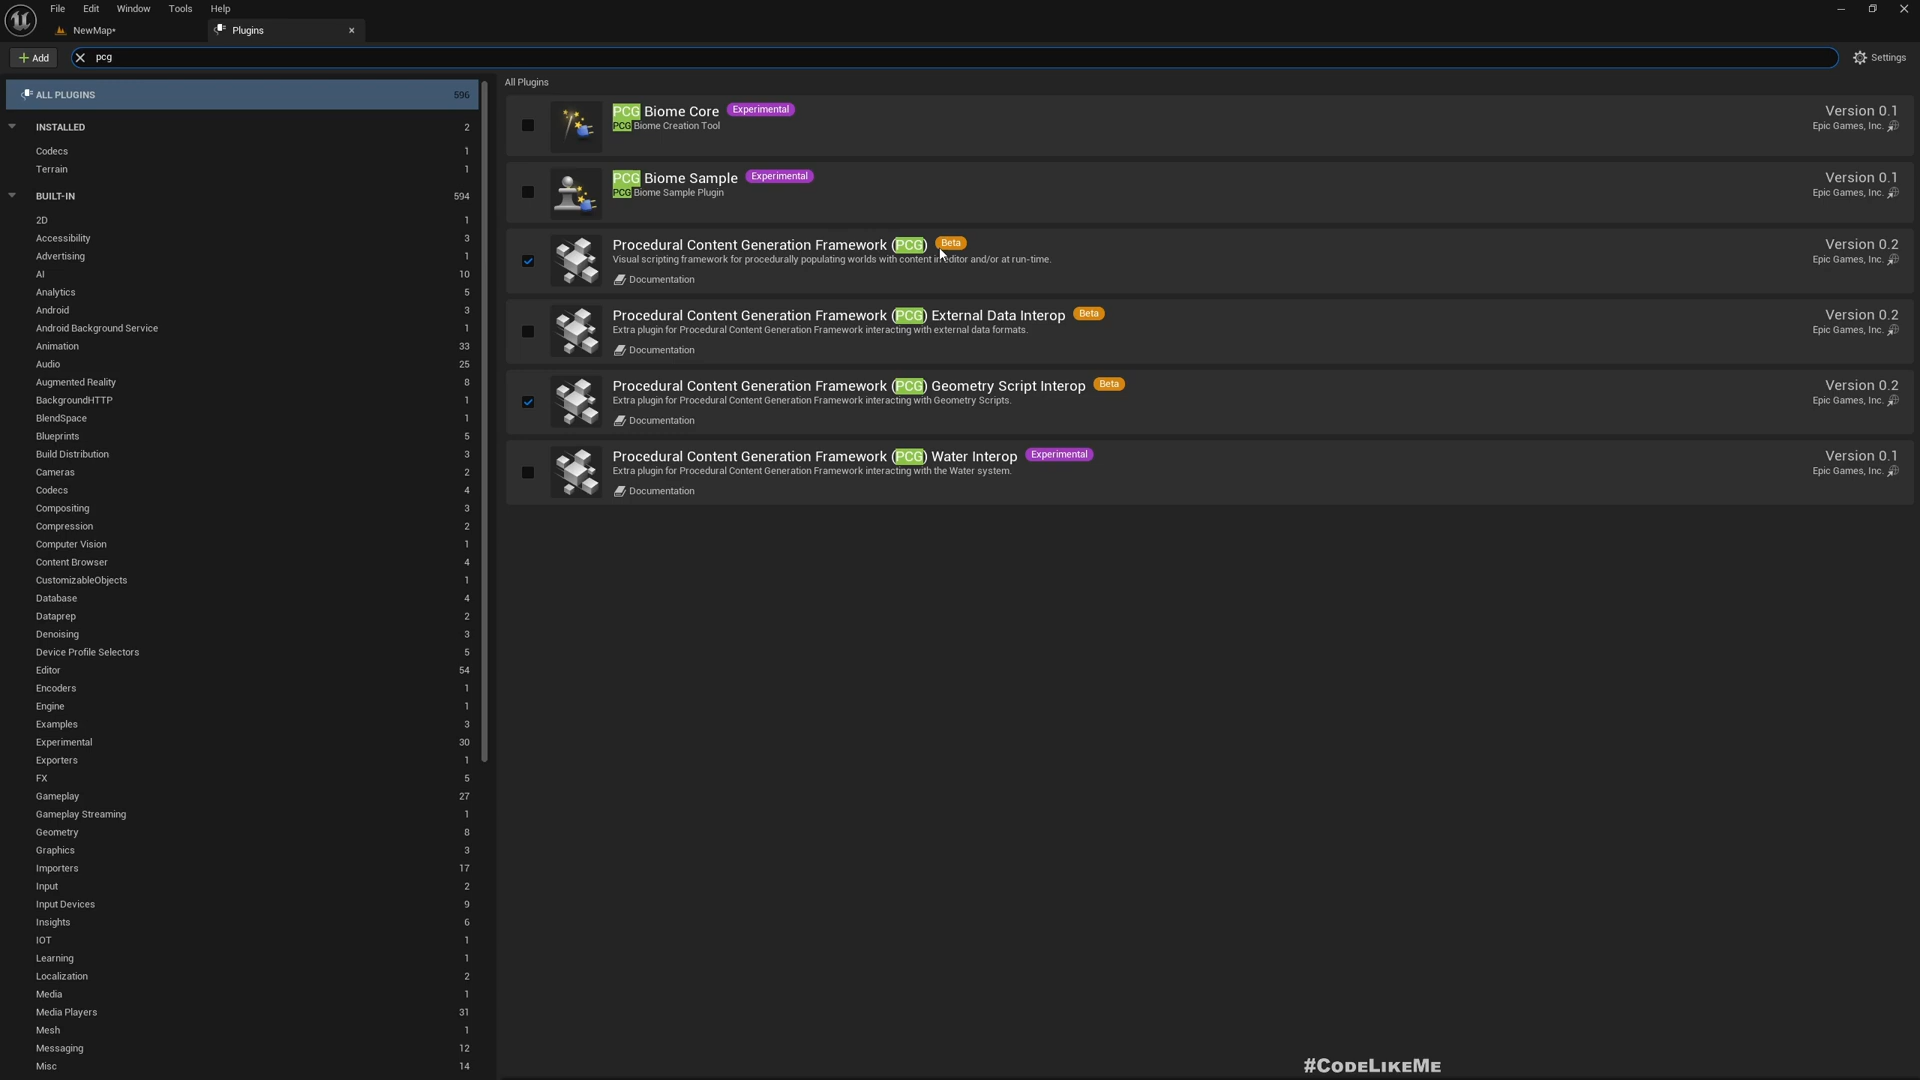 File Edit Window Tools Help
NewMap*
Plugins
Add
pcg
Settings
ALL PLUGINS 596
INSTALLED 2
Codecs 1
Terrain 1
BUILT-IN 594
2D 1
Accessibility 3
Advertising 1
AI 10
Analytics 5
Android 3
Android Background Service 1
Animation 33
Audio 25
Augmented Reality 8
BackgroundHTTP 1
BlendSpace 1
Blueprints 5
Build Distribution 3
Cameras 2
Codecs 4
Compositing 3
Compression 2
Computer Vision 1
Content Browser 4
CustomizableObjects 1
Database 4
Dataprep 2
Denoising 3
Device Profile Selectors 5
Editor 54
Encoders 1
Engine 1
Examples 3
Experimental 30
Exporters 1
FX 5
Gameplay 27
Gameplay Streaming 1
Geometry 8
Graphics 3
Importers 17
Input 2
Input Devices 9
Insights 6
IOT 1
Learning 1
Localization 2
Media 1
Media Players 31
Mesh 1
Messaging 12
Misc 14
All Plugins
PCG Biome Core Experimental Version 0.1
PCG Biome Creation Tool Epic Games, Inc.
PCG Biome Sample Experimental Version 0.1
PCG Biome Sample Plugin Epic Games, Inc.
Procedural Content Generation Framework (PCG) Beta Version 0.2
Visual scripting framework for procedurally populating worlds with content in editor and/or at run-time. Epic Games, Inc.
Documentation
Procedural Content Generation Framework (PCG) External Data Interop Beta Version 0.2
Extra plugin for Procedural Content Generation Framework interacting with external data formats. Epic Games, Inc.
Documentation
Procedural Content Generation Framework (PCG) Geometry Script Interop Beta Version 0.2
Extra plugin for Procedural Content Generation Framework interacting with Geometry Scripts. Epic Games, Inc.
Documentation
Procedural Content Generation Framework (PCG) Water Interop Experimental Version 0.1
Extra plugin for Procedural Content Generation Framework interacting with the Water system. Epic Games, Inc.
Documentation
#CodeLikeMe